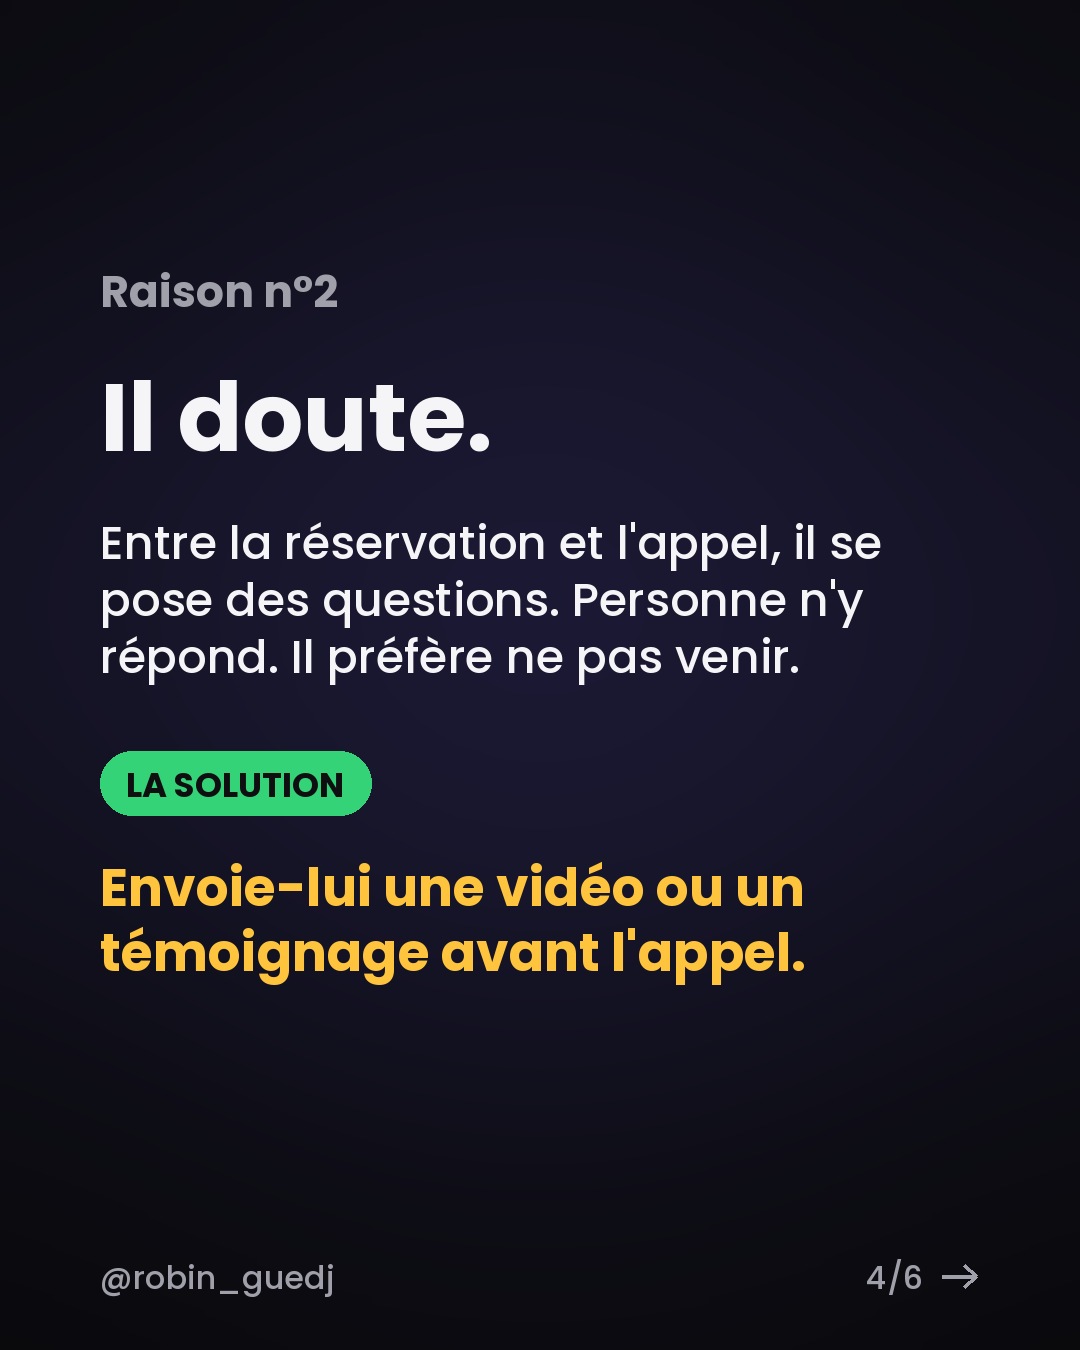 Raison n°2
Il doute.
Entre la réservation et l'appel, il se
pose des questions. Personne n'y
répond. Il préfère ne pas venir.
LA SOLUTION
Envoie-lui une vidéo ou un
témoignage avant l'appel.
@robin_guedj
4/6 →